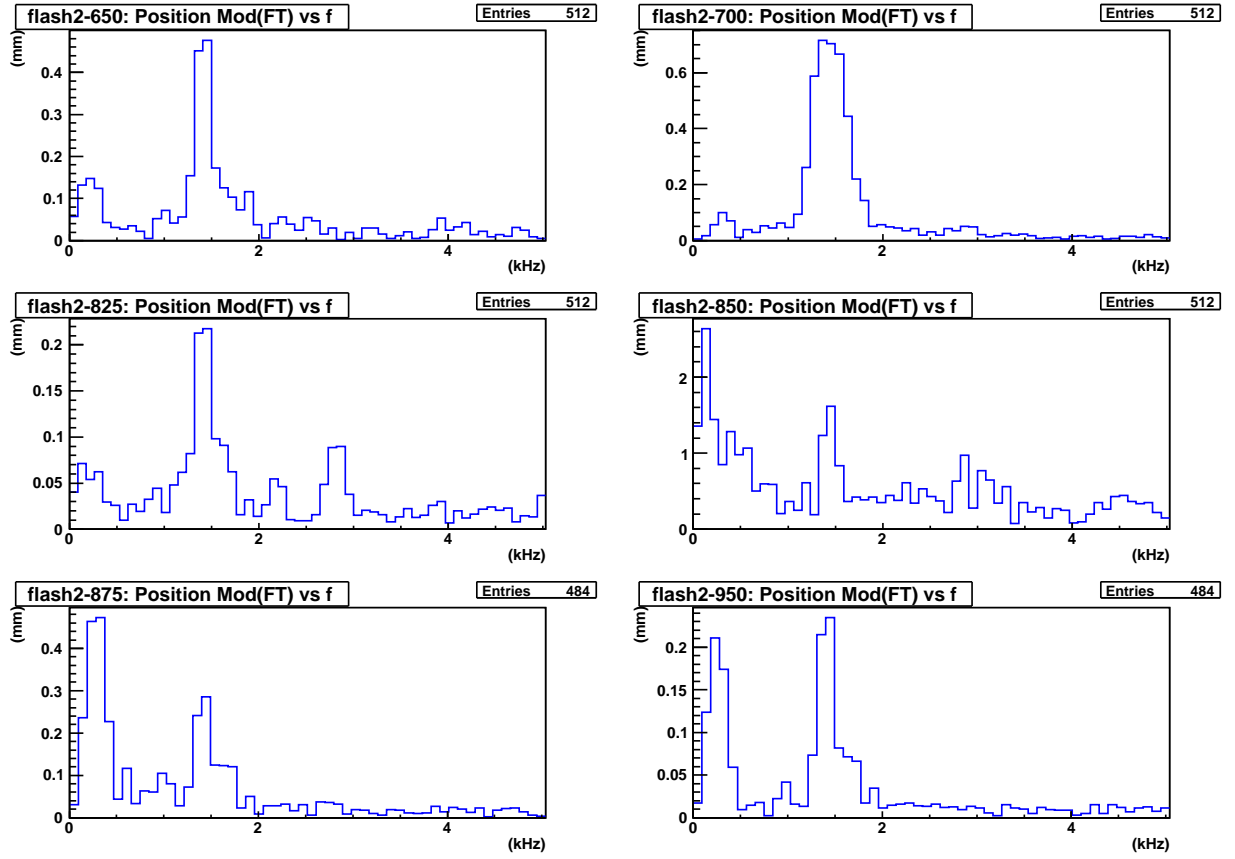 flash2-650: Position Mod(FT) vs f
Entries 512
(mm)
0.4
0.3
0.2
0.1
0
0 2 4
(kHz)
flash2-700: Position Mod(FT) vs f
Entries 512
(mm)
0.6
0.4
0.2
0
0 2 4
(kHz)
flash2-825: Position Mod(FT) vs f
Entries 512
(mm)
0.2
0.15
0.1
0.05
0
0 2 4
(kHz)
flash2-850: Position Mod(FT) vs f
Entries 512
(mm)
2
1
0
0 2 4
(kHz)
flash2-875: Position Mod(FT) vs f
Entries 484
(mm)
0.4
0.3
0.2
0.1
0
0 2 4
(kHz)
flash2-950: Position Mod(FT) vs f
Entries 484
(mm)
0.2
0.15
0.1
0.05
0
0 2 4
(kHz)